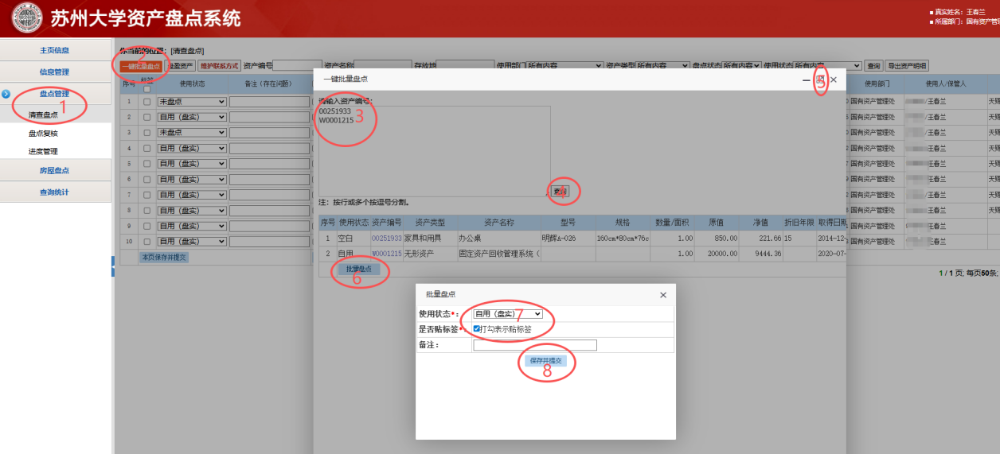 苏州大学资产盘点系统
真实姓名：王春兰
所属部门：国有资产管理
主页信息
信息管理
盘点管理
清查盘点
盘点复核
进度管理
房屋盘点
查询统计
你当前的位置：[清查盘点]
一键批量盘点 盘盈资产 维护联系方式 资产编号 资产名称 存放地 使用部门 所有内容 资产类型 所有内容 盘点状态 所有内容 使用状态 所有内容 查询 导出资产明细
序号 标签 使用状态 备注（存在问题） 使用部门 使用人/保管人
1 未盘点 国有资产管理处 /王春兰 天赐
2 自用（盘实） 国有资产管理处 /王春兰 天赐
3 未盘点 国有资产管理处 /王春兰 天赐
4 自用（盘实） 国有资产管理处 王春兰 天赐
5 自用（盘实） 国有资产管理处 王春兰 天赐
6 自用（盘实） 国有资产管理处 王春兰 天赐
7 自用（盘实） 国有资产管理处 /王春兰 天赐
8 自用（盘实） 国有资产管理处 王春兰 天赐
9 自用（盘实） 国有资产管理处 王春兰 天赐
10 自用（盘实） 国有资产管理处 王春兰 天赐
本页保存并提交
1 / 1 页; 每页50条;
一键批量盘点
请输入资产编号:
00251933
W0001215
查询
注：按行或多个按逗号分割。
序号 使用状态 资产编号 资产类型 资产名称 型号 规格 数量/面积 原值 净值 折旧年限 取得日期
1 空白 00251933 家具和用具 办公桌 明辉A-026 160cm*80cm*76c 1.00 850.00 221.66 15 2014-12-
2 自用 W0001215 无形资产 固定资产回收管理系统（ 1.00 20000.00 9444.36 2020-07-
批量盘点
批量盘点
使用状态*： 自用（盘实）
是否贴标签*： 打勾表示贴标签
备注：
保存并提交
1
2
3
4
5
6
7
8